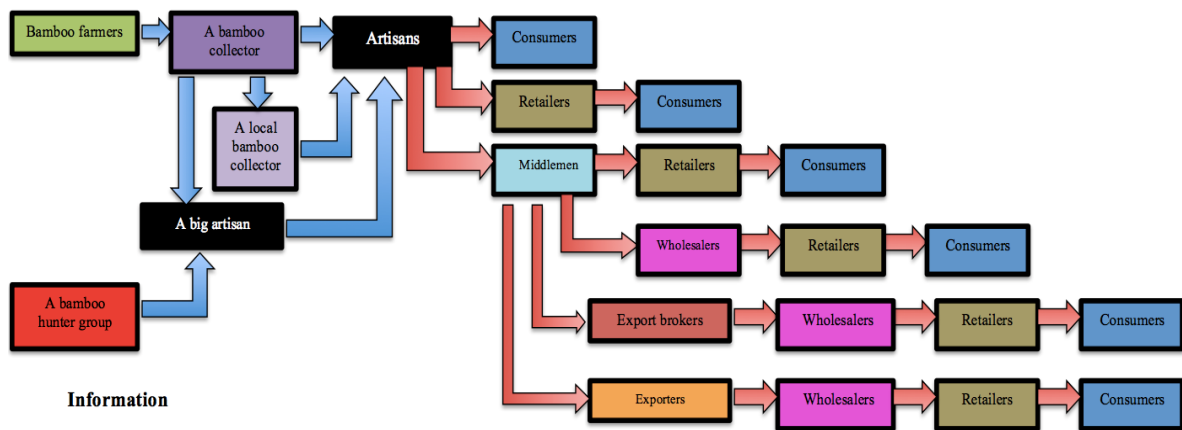 Bamboo farmers
A bamboo
collector
Artisans
Consumers
Retailers
Consumers
A local
bamboo
collector
Middlemen
Retailers
Consumers
A big artisan
Wholesalers
Retailers
Consumers
A bamboo
hunter group
Export brokers
Wholesalers
Retailers
Consumers
Information
Exporters
Wholesalers
Retailers
Consumers